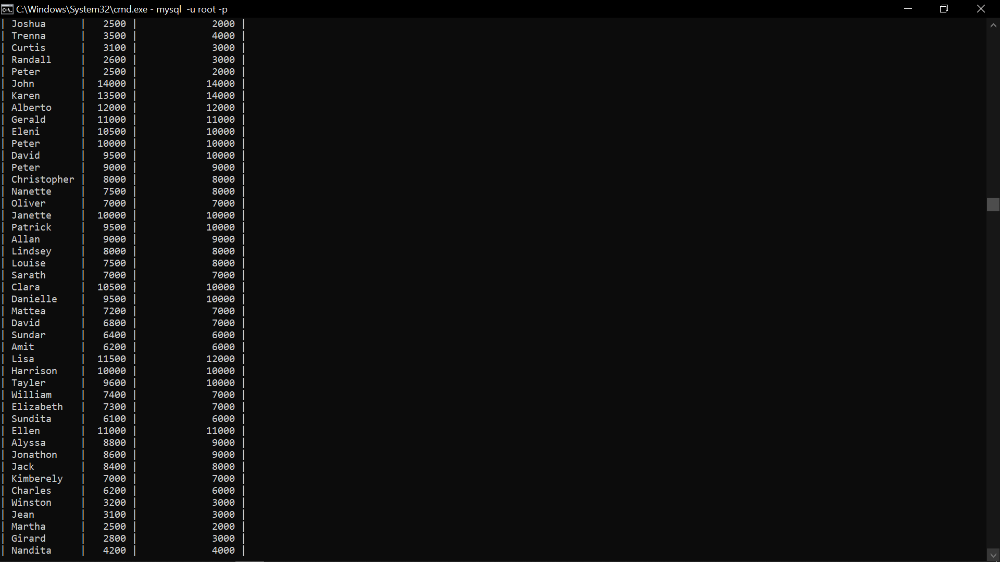 C:\Windows\System32\cmd.exe - mysql  -u root -p
| Joshua      |   2500 |             2000 |
| Trenna      |   3500 |             4000 |
| Curtis      |   3100 |             3000 |
| Randall     |   2600 |             3000 |
| Peter       |   2500 |             2000 |
| John        |  14000 |            14000 |
| Karen       |  13500 |            14000 |
| Alberto     |  12000 |            12000 |
| Gerald      |  11000 |            11000 |
| Eleni       |  10500 |            10000 |
| Peter       |  10000 |            10000 |
| David       |   9500 |            10000 |
| Peter       |   9000 |             9000 |
| Christopher |   8000 |             8000 |
| Nanette     |   7500 |             8000 |
| Oliver      |   7000 |             7000 |
| Janette     |  10000 |            10000 |
| Patrick     |   9500 |            10000 |
| Allan       |   9000 |             9000 |
| Lindsey     |   8000 |             8000 |
| Louise      |   7500 |             8000 |
| Sarath      |   7000 |             7000 |
| Clara       |  10500 |            10000 |
| Danielle    |   9500 |            10000 |
| Mattea      |   7200 |             7000 |
| David       |   6800 |             7000 |
| Sundar      |   6400 |             6000 |
| Amit        |   6200 |             6000 |
| Lisa        |  11500 |            12000 |
| Harrison    |  10000 |            10000 |
| Tayler      |   9600 |            10000 |
| William     |   7400 |             7000 |
| Elizabeth   |   7300 |             7000 |
| Sundita     |   6100 |             6000 |
| Ellen       |  11000 |            11000 |
| Alyssa      |   8800 |             9000 |
| Jonathon    |   8600 |             9000 |
| Jack        |   8400 |             8000 |
| Kimberely   |   7000 |             7000 |
| Charles     |   6200 |             6000 |
| Winston     |   3200 |             3000 |
| Jean        |   3100 |             3000 |
| Martha      |   2500 |             2000 |
| Girard      |   2800 |             3000 |
| Nandita     |   4200 |             4000 |